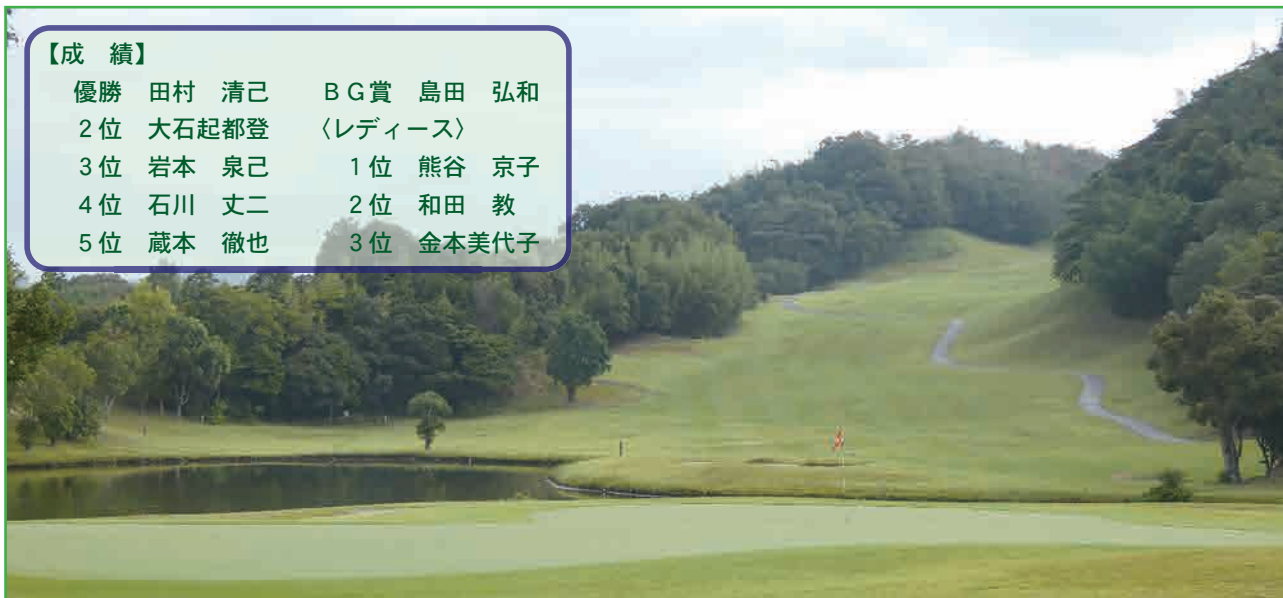 【成　績】
優勝　田村　清己　　ＢＧ賞　島田　弘和
２位　大石起都登　　〈レディース〉
３位　岩本　泉己　　１位　熊谷　京子
４位　石川　丈二　　２位　和田　教
５位　蔵本　徹也　　３位　金本美代子